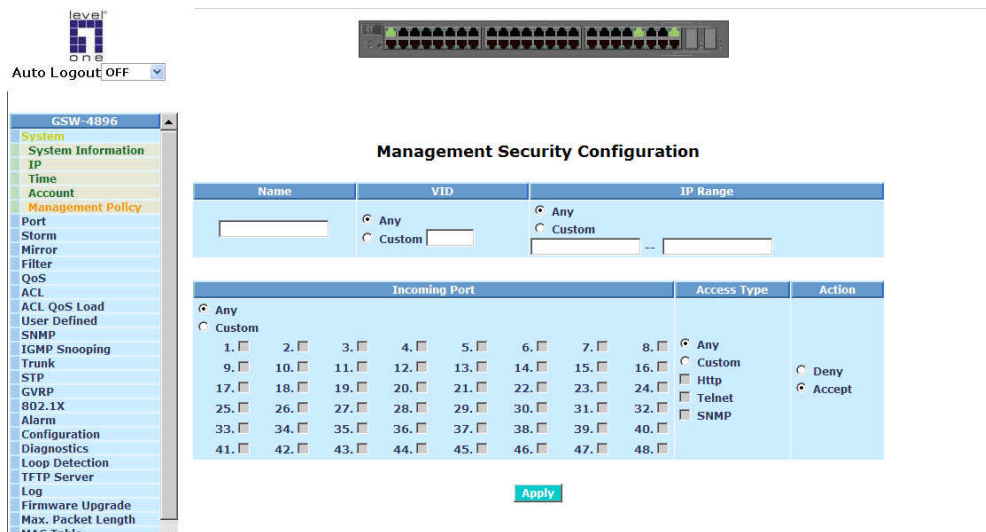 level
one
Auto Logout OFF
GSW-4896
System
System Information
IP
Time
Account
Management Policy
Port
Storm
Mirror
Filter
QoS
ACL
ACL QoS Load
User Defined
SNMP
IGMP Snooping
Trunk
STP
GVRP
802.1X
Alarm
Configuration
Diagnostics
Loop Detection
TFTP Server
Log
Firmware Upgrade
Max. Packet Length
MAC Table
Management Security Configuration
Name VID IP Range
Any
Custom
Any
Custom
--
Incoming Port Access Type Action
Any
Custom
1. 2. 3. 4. 5. 6. 7. 8.
9. 10. 11. 12. 13. 14. 15. 16.
17. 18. 19. 20. 21. 22. 23. 24.
25. 26. 27. 28. 29. 30. 31. 32.
33. 34. 35. 36. 37. 38. 39. 40.
41. 42. 43. 44. 45. 46. 47. 48.
Any
Custom
Http
Telnet
SNMP
Deny
Accept
Apply